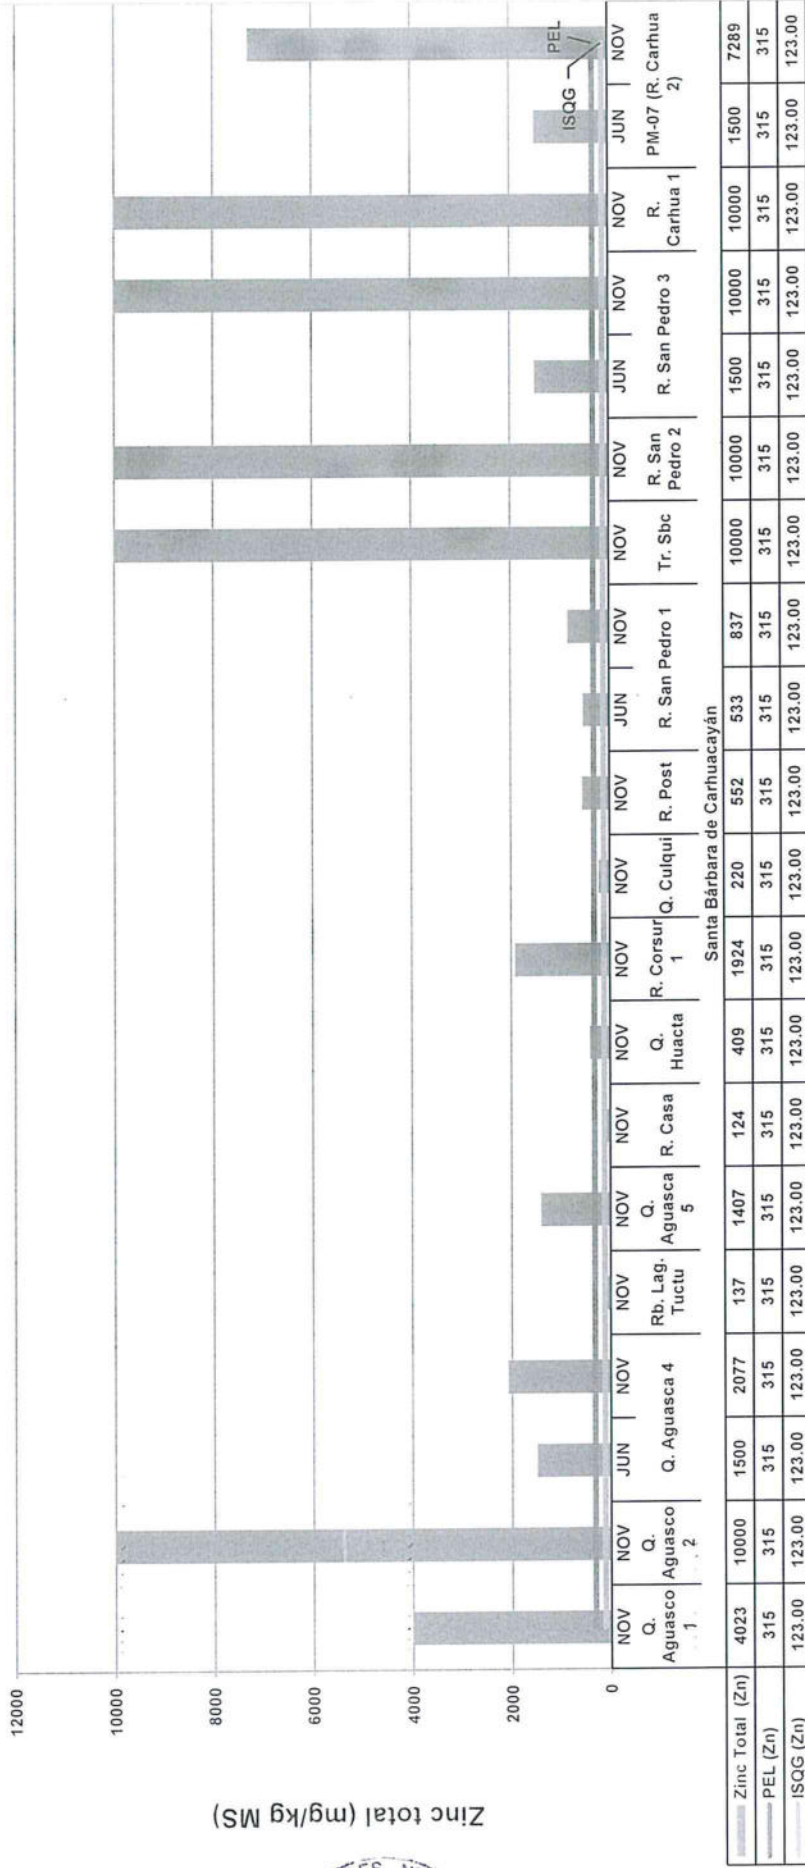 Zinc total (mg/kg MS)
12000
10000
8000
6000
4000
2000
0
ISQG
PEL
NOV NOV JUN NOV NOV NOV NOV NOV NOV NOV NOV JUN NOV NOV NOV JUN NOV NOV JUN NOV
Q. Aguasco 1
Q. Aguasco 2
Q. Aguasca 4
Rb. Lag. Tuctu
Q. Aguasca 5
R. Casa
Q. Huacta
R. Corsur 1
Q. Culqui
R. Post
R. San Pedro 1
Tr. Sbc
R. San Pedro 2
R. San Pedro 3
R. Carhua 1
PM-07 (R. Carhua 2)
Santa Bárbara de Carhuacayán
Zinc Total (Zn) 4023 10000 1500 2077 137 1407 124 409 1924 220 552 533 837 10000 10000 1500 10000 10000 1500 7289
PEL (Zn) 315 315 315 315 315 315 315 315 315 315 315 315 315 315 315 315 315 315 315 315
ISQG (Zn) 123.00 123.00 123.00 123.00 123.00 123.00 123.00 123.00 123.00 123.00 123.00 123.00 123.00 123.00 123.00 123.00 123.00 123.00 123.00 123.00